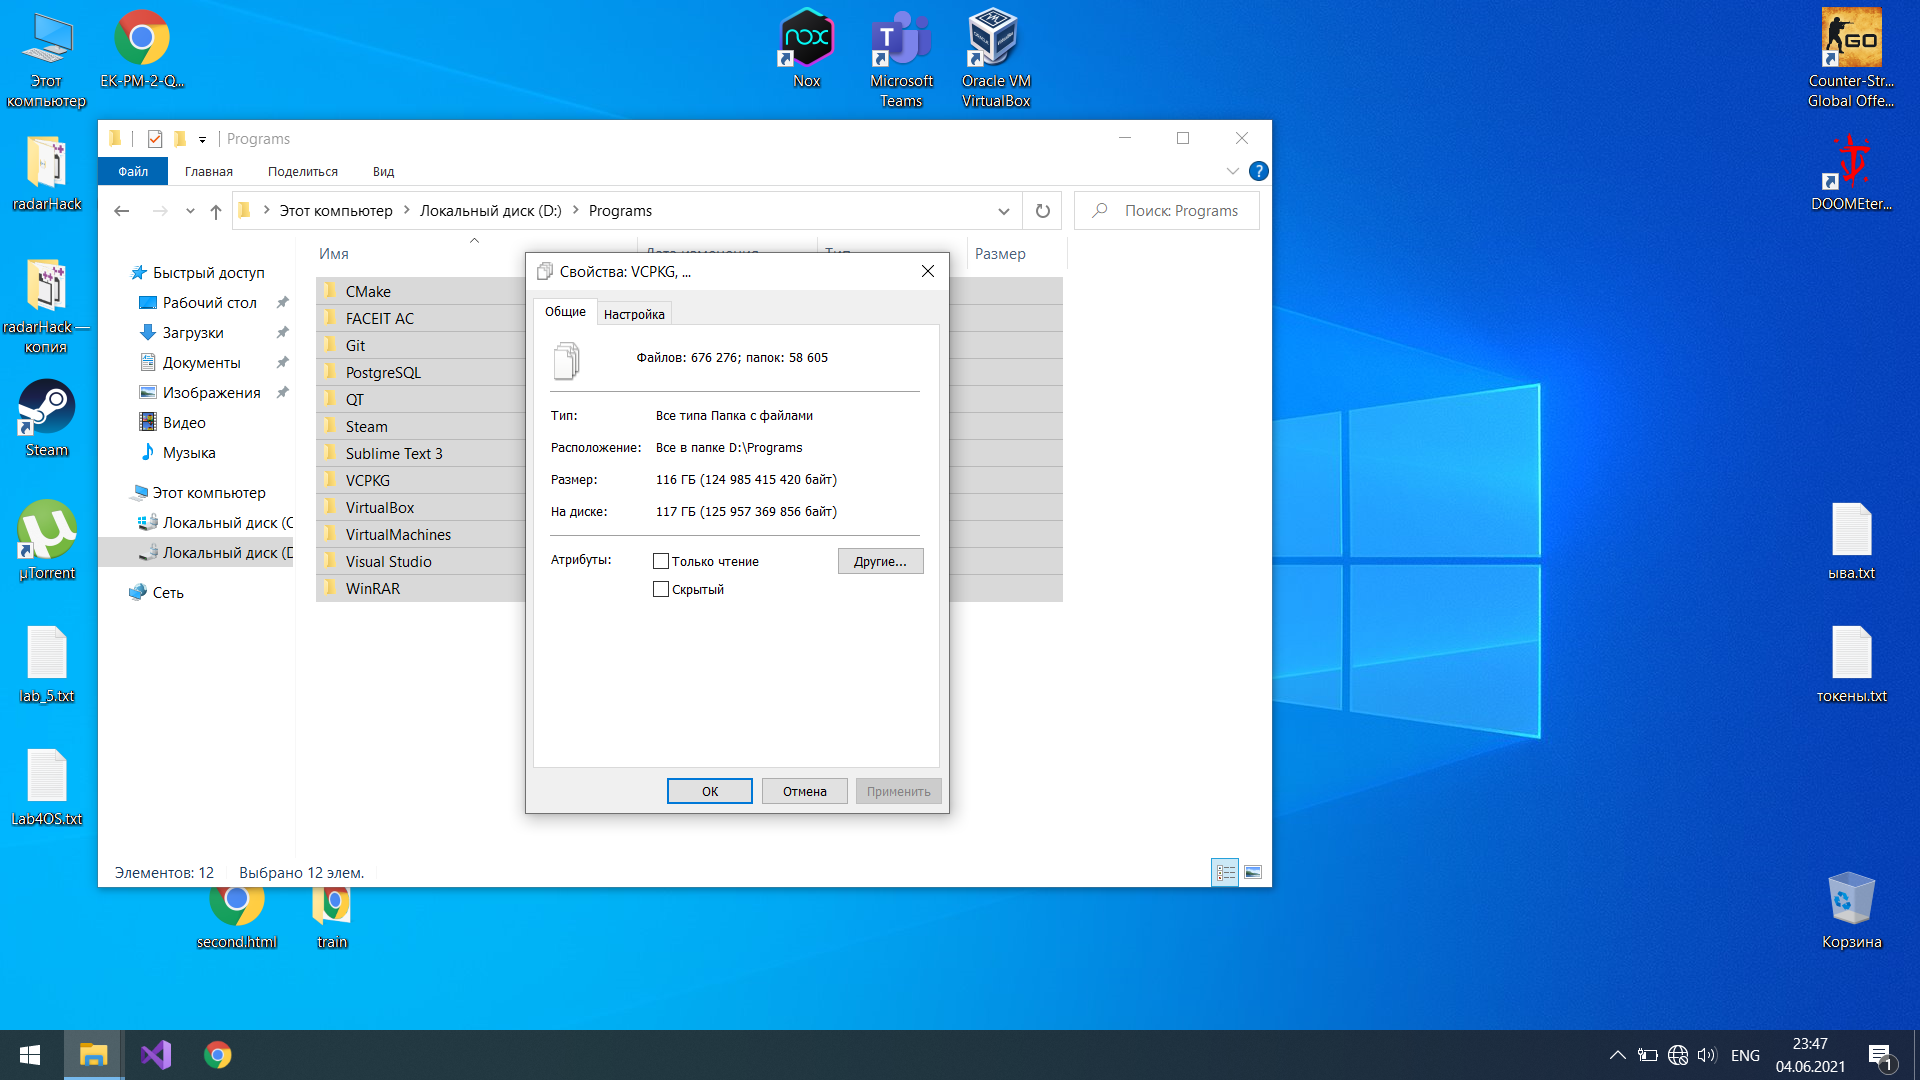 Этот
компьютер
EK-PM-2-Q...
Nox
Microsoft
Teams
Oracle VM
VirtualBox
Counter-Str...
Global Offe...
radarHack
radarHack —
копия
Steam
µTorrent
lab_5.txt
Lab4OS.txt
DOOMEter...
ыва.txt
токены.txt
Корзина
second.html
train
Programs
Файл
Главная
Поделиться
Вид
Этот компьютер
Локальный диск (D:)
Programs
Поиск: Programs
Быстрый доступ
Рабочий стол
Загрузки
Документы
Изображения
Видео
Музыка
Этот компьютер
Локальный диск (C
Локальный диск (D
Сеть
Имя
Дата изменения
Тип
Размер
CMake
FACEIT AC
Git
PostgreSQL
QT
Steam
Sublime Text 3
VCPKG
VirtualBox
VirtualMachines
Visual Studio
WinRAR
Элементов: 12
Выбрано 12 элем.
Свойства: VCPKG, ...
Общие
Настройка
Файлов: 676 276; папок: 58 605
Тип: Все типа Папка с файлами
Расположение: Все в папке D:\Programs
Размер: 116 ГБ (124 985 415 420 байт)
На диске: 117 ГБ (125 957 369 856 байт)
Атрибуты:
Только чтение
Другие...
Скрытый
ОК
Отмена
Применить
ENG
23:47
04.06.2021
1